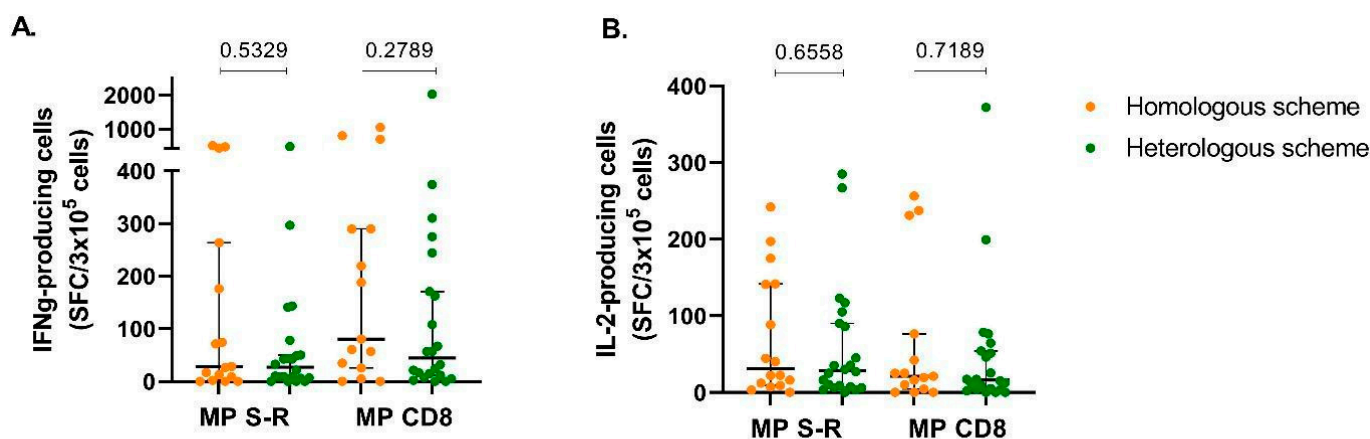 A.
0.5329
0.2789
2000
1000
400
300
200
100
0
IFNg-producing cells
(SFC/3x10⁵ cells)
MP S-R
MP CD8
B.
0.6558
0.7189
400
300
200
100
0
IL-2-producing cells
(SFC/3x10⁵ cells)
MP S-R
MP CD8
Homologous scheme
Heterologous scheme